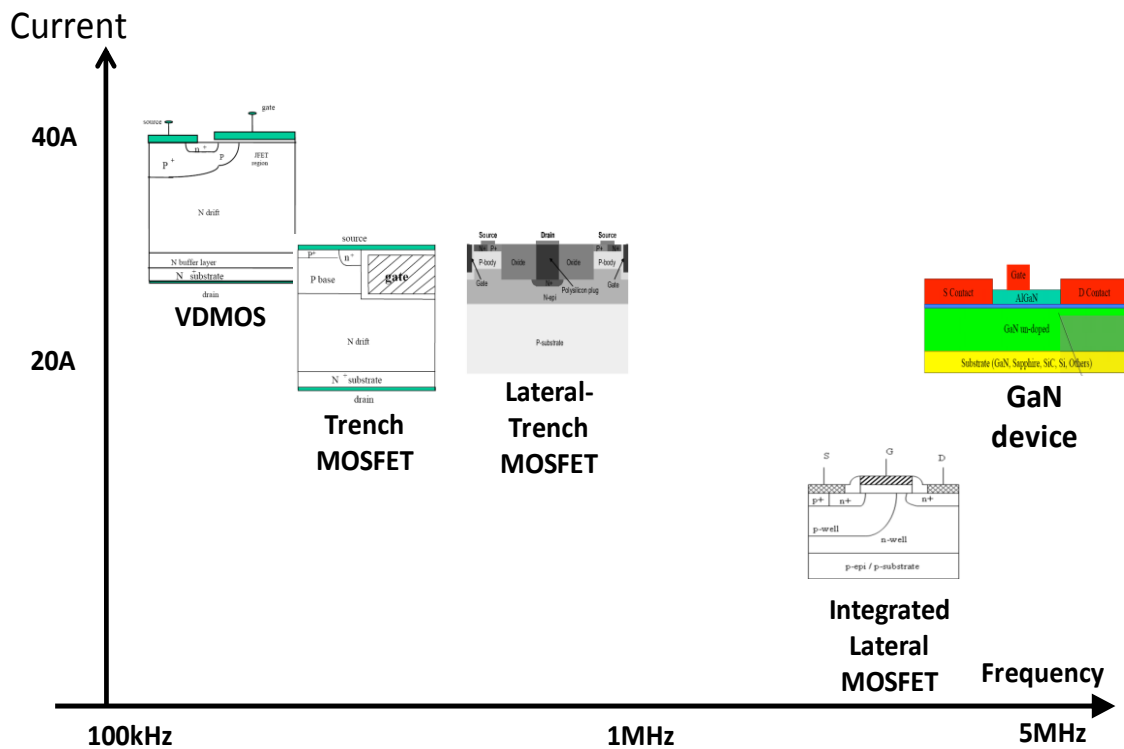 Current
40A
20A
source
gate
n+
P
P+
JFET
region
N drift
N buffer layer
N+substrate
drain
VDMOS
source
P+
n+
gate
P base
N drift
N+substrate
drain
Trench
MOSFET
Source
Drain
Source
N+
P+
P+
N+
P-body
Oxide
Oxide
P-body
Gate
N+
Polysilicon plug
Gate
N-epi
P-substrate
Lateral-
Trench
MOSFET
S
G
D
p+
n+
n+
p-well
n-well
p-epi / p-substrate
Integrated
Lateral
MOSFET
Gate
S Contact
AlGaN
D Contact
GaN un-doped
Substrate (GaN, Sapphire, SiC, Si, Others)
GaN
device
Frequency
100kHz
1MHz
5MHz